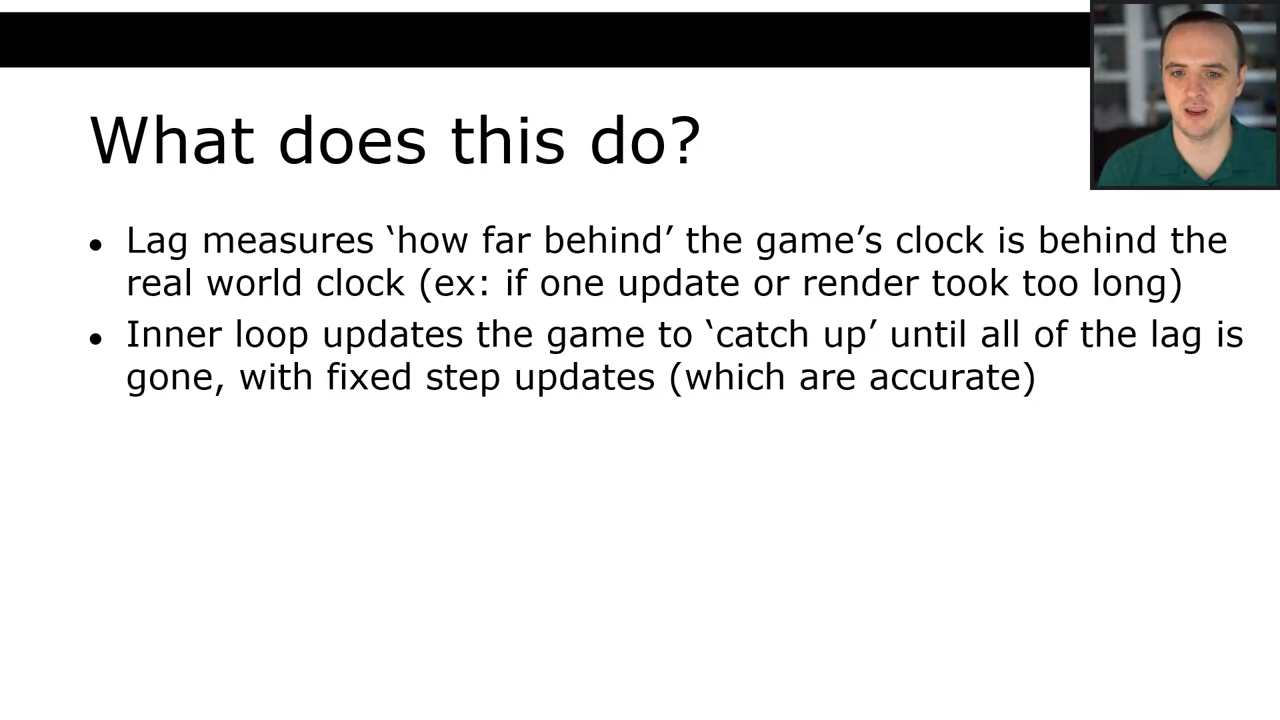 What does this do?
● Lag measures ‘how far behind’ the game’s clock is behind the
real world clock (ex: if one update or render took too long)
● Inner loop updates the game to ‘catch up’ until all of the lag is
gone, with fixed step updates (which are accurate)